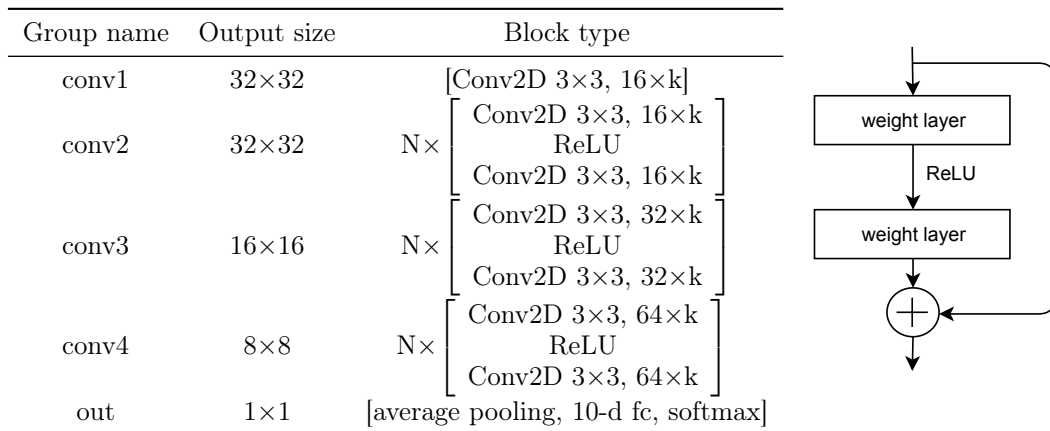 Group name Output size Block type
conv1 32×32 [Conv2D 3×3, 16×k]
Conv2D 3×3, 16×k
conv2 32×32 N× ReLU
Conv2D 3×3, 16×k
Conv2D 3×3, 32×k
conv3 16×16 N× ReLU
Conv2D 3×3, 32×k
Conv2D 3×3, 64×k
conv4 8×8 N× ReLU
Conv2D 3×3, 64×k
out 1×1 [average pooling, 10-d fc, softmax]
weight layer
ReLU
weight layer
+